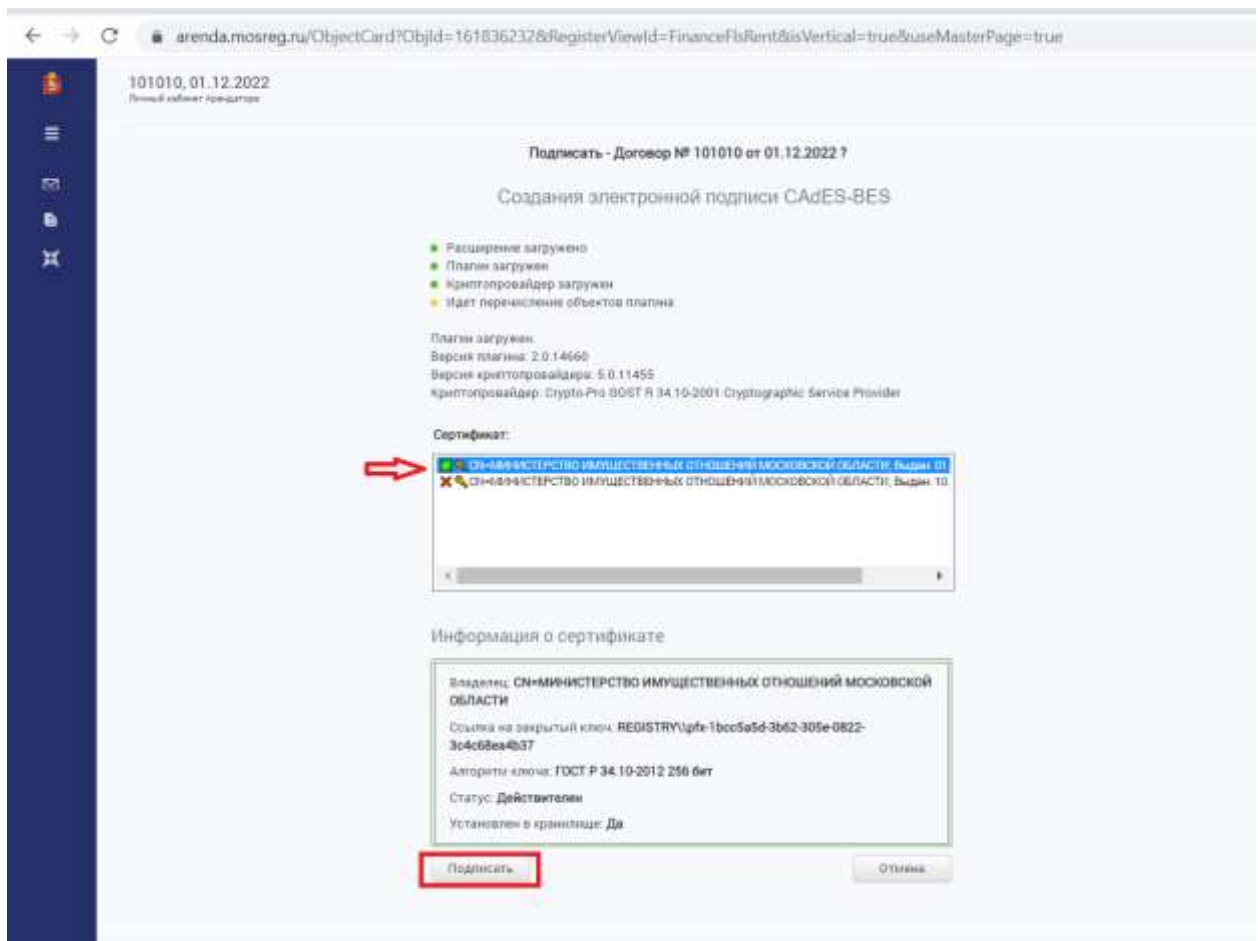 arenda.mosreg.ru/ObjectCard?ObjId=161836232&RegisterViewId=FinanceFlsRent&isVertical=true&useMasterPage=true
101010, 01.12.2022
Личный кабинет Арендатора
Подписать - Договор № 101010 от 01.12.2022 ?
Создания электронной подписи CAdES-BES
Расширение загружено
Плагин загружен
Криптопровайдер загружен
Идет перечисление объектов плагина
Плагин загружен.
Версия плагина: 2.0.14660
Версия криптопровайдера: 5.0.11455
Криптопровайдер: Crypto-Pro GOST R 34.10-2001 Cryptographic Service Provider
Сертификат:
CN=МИНИСТЕРСТВО ИМУЩЕСТВЕННЫХ ОТНОШЕНИЙ МОСКОВСКОЙ ОБЛАСТИ; Выдан: 01
CN=МИНИСТЕРСТВО ИМУЩЕСТВЕННЫХ ОТНОШЕНИЙ МОСКОВСКОЙ ОБЛАСТИ; Выдан: 10
Информация о сертификате
Владелец: CN=МИНИСТЕРСТВО ИМУЩЕСТВЕННЫХ ОТНОШЕНИЙ МОСКОВСКОЙ
ОБЛАСТИ
Ссылка на закрытый ключ: REGISTRY\\pfx-1bcc5a5d-3b62-305e-0822-
3c4c68ea4b37
Алгоритм ключа: ГОСТ Р 34.10-2012 256 бит
Статус: Действителен
Установлен в хранилище: Да
Подписать
Отмена